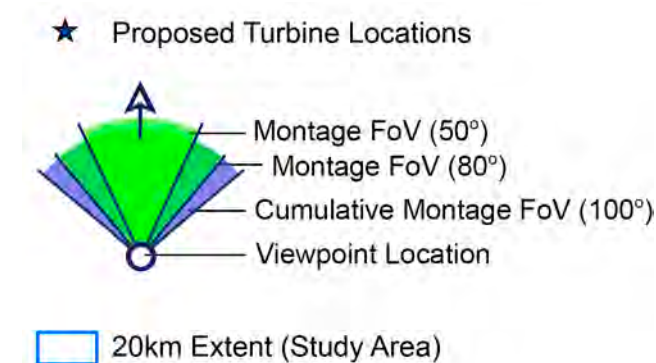 Proposed Turbine Locations
Montage FoV (50°)
Montage FoV (80°)
Cumulative Montage FoV (100°)
Viewpoint Location
20km Extent (Study Area)